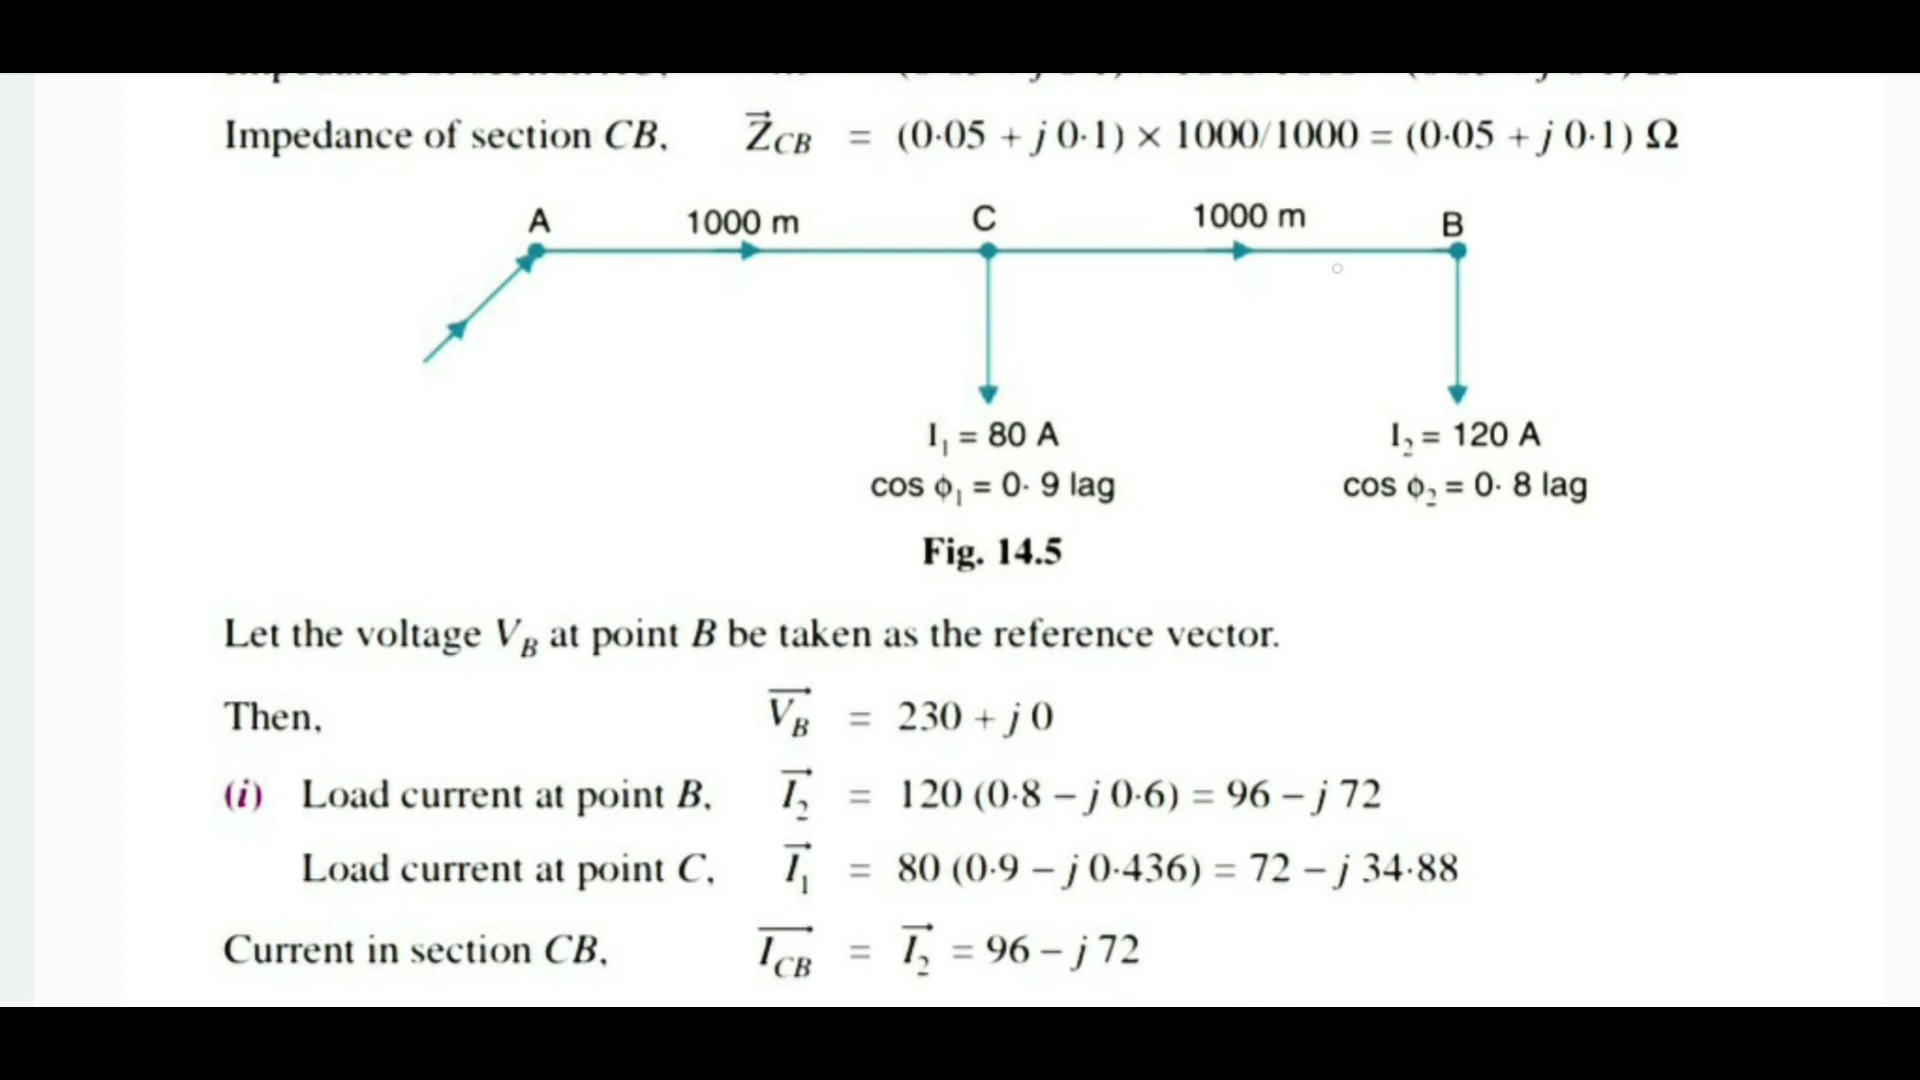 Impedance of section CB, Z⃗CB = (0·05 + j 0·1) × 1000/1000 = (0·05 + j 0·1) Ω
A 1000 m C 1000 m B
I₁ = 80 A I₂ = 120 A
cos ϕ₁ = 0· 9 lag cos ϕ₂ = 0· 8 lag
Fig. 14.5
Let the voltage VB at point B be taken as the reference vector.
Then, V⃗B = 230 + j 0
(i) Load current at point B, I⃗₂ = 120 (0·8 – j 0·6) = 96 – j 72
Load current at point C, I⃗₁ = 80 (0·9 – j 0·436) = 72 – j 34·88
Current in section CB, I⃗CB = I⃗₂ = 96 – j 72